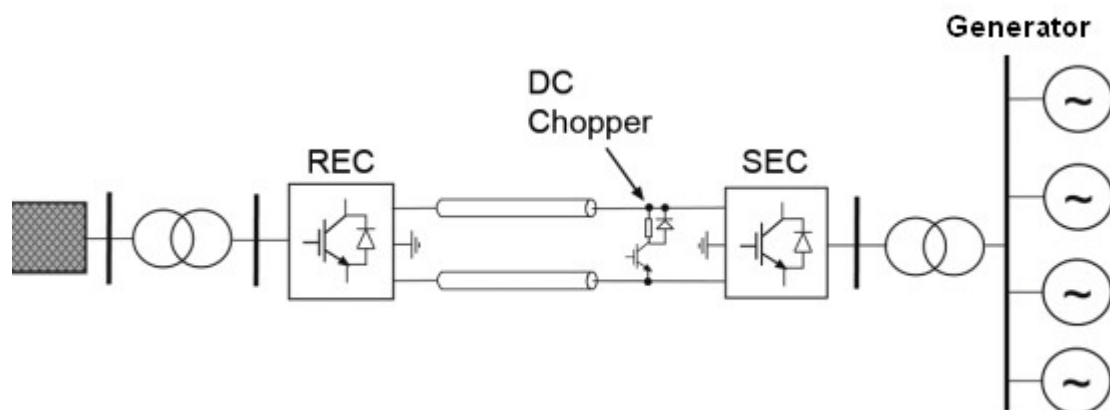 Generator
DC
Chopper
REC
SEC
~
~
~
~